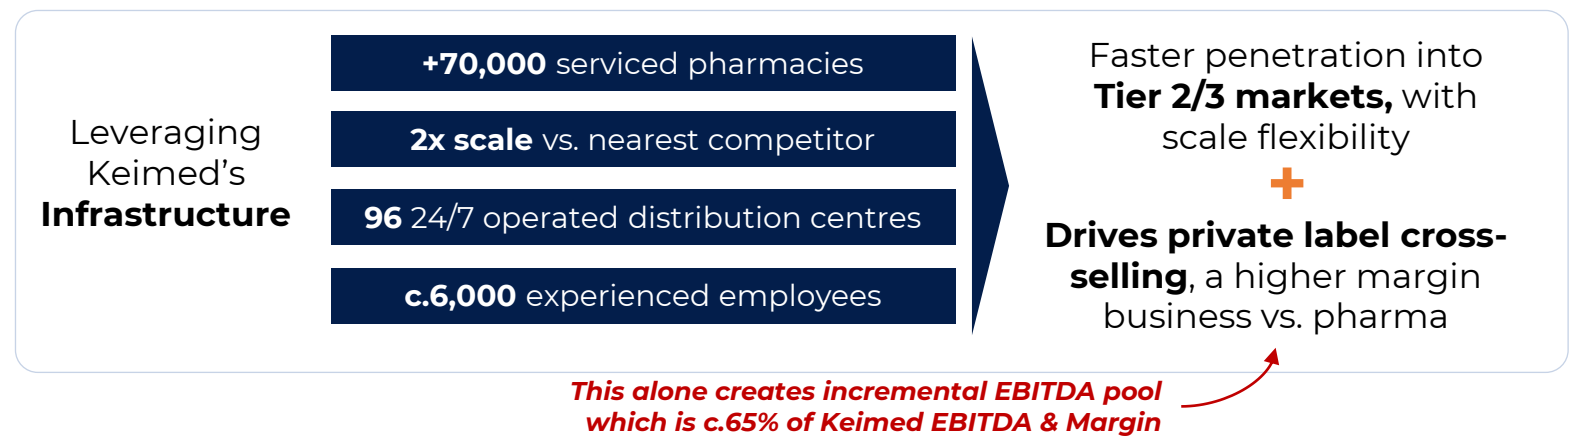 Leveraging
Keimed’s
Infrastructure
+70,000 serviced pharmacies
2x scale vs. nearest competitor
96 24/7 operated distribution centres
c.6,000 experienced employees
Faster penetration into
Tier 2/3 markets, with
scale flexibility
+
Drives private label cross-
selling, a higher margin
business vs. pharma
This alone creates incremental EBITDA pool
which is c.65% of Keimed EBITDA & Margin